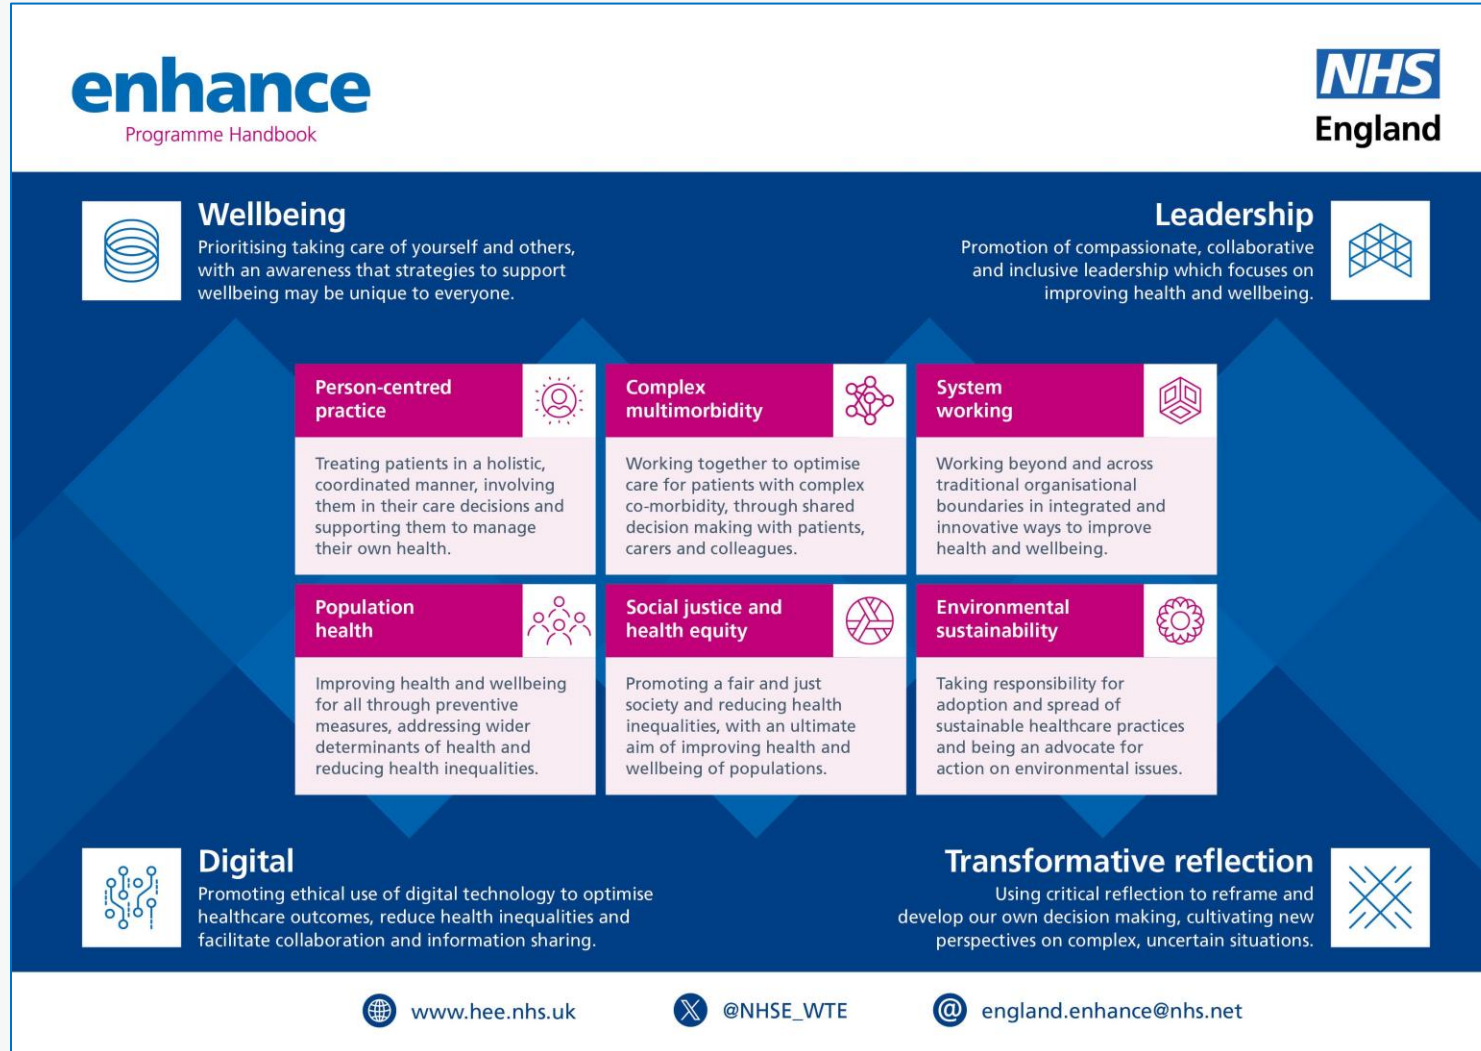 enhance
Programme Handbook
NHS
England
Wellbeing
Prioritising taking care of yourself and others,
with an awareness that strategies to support
wellbeing may be unique to everyone.
Leadership
Promotion of compassionate, collaborative
and inclusive leadership which focuses on
improving health and wellbeing.
Person-centred
practice
Treating patients in a holistic,
coordinated manner, involving
them in their care decisions and
supporting them to manage
their own health.
Complex
multimorbidity
Working together to optimise
care for patients with complex
co-morbidity, through shared
decision making with patients,
carers and colleagues.
System
working
Working beyond and across
traditional organisational
boundaries in integrated and
innovative ways to improve
health and wellbeing.
Population
health
Improving health and wellbeing
for all through preventive
measures, addressing wider
determinants of health and
reducing health inequalities.
Social justice and
health equity
Promoting a fair and just
society and reducing health
inequalities, with an ultimate
aim of improving health and
wellbeing of populations.
Environmental
sustainability
Taking responsibility for
adoption and spread of
sustainable healthcare practices
and being an advocate for
action on environmental issues.
Digital
Promoting ethical use of digital technology to optimise
healthcare outcomes, reduce health inequalities and
facilitate collaboration and information sharing.
Transformative reflection
Using critical reflection to reframe and
develop our own decision making, cultivating new
perspectives on complex, uncertain situations.
www.hee.nhs.uk
@NHSE_WTE
england.enhance@nhs.net